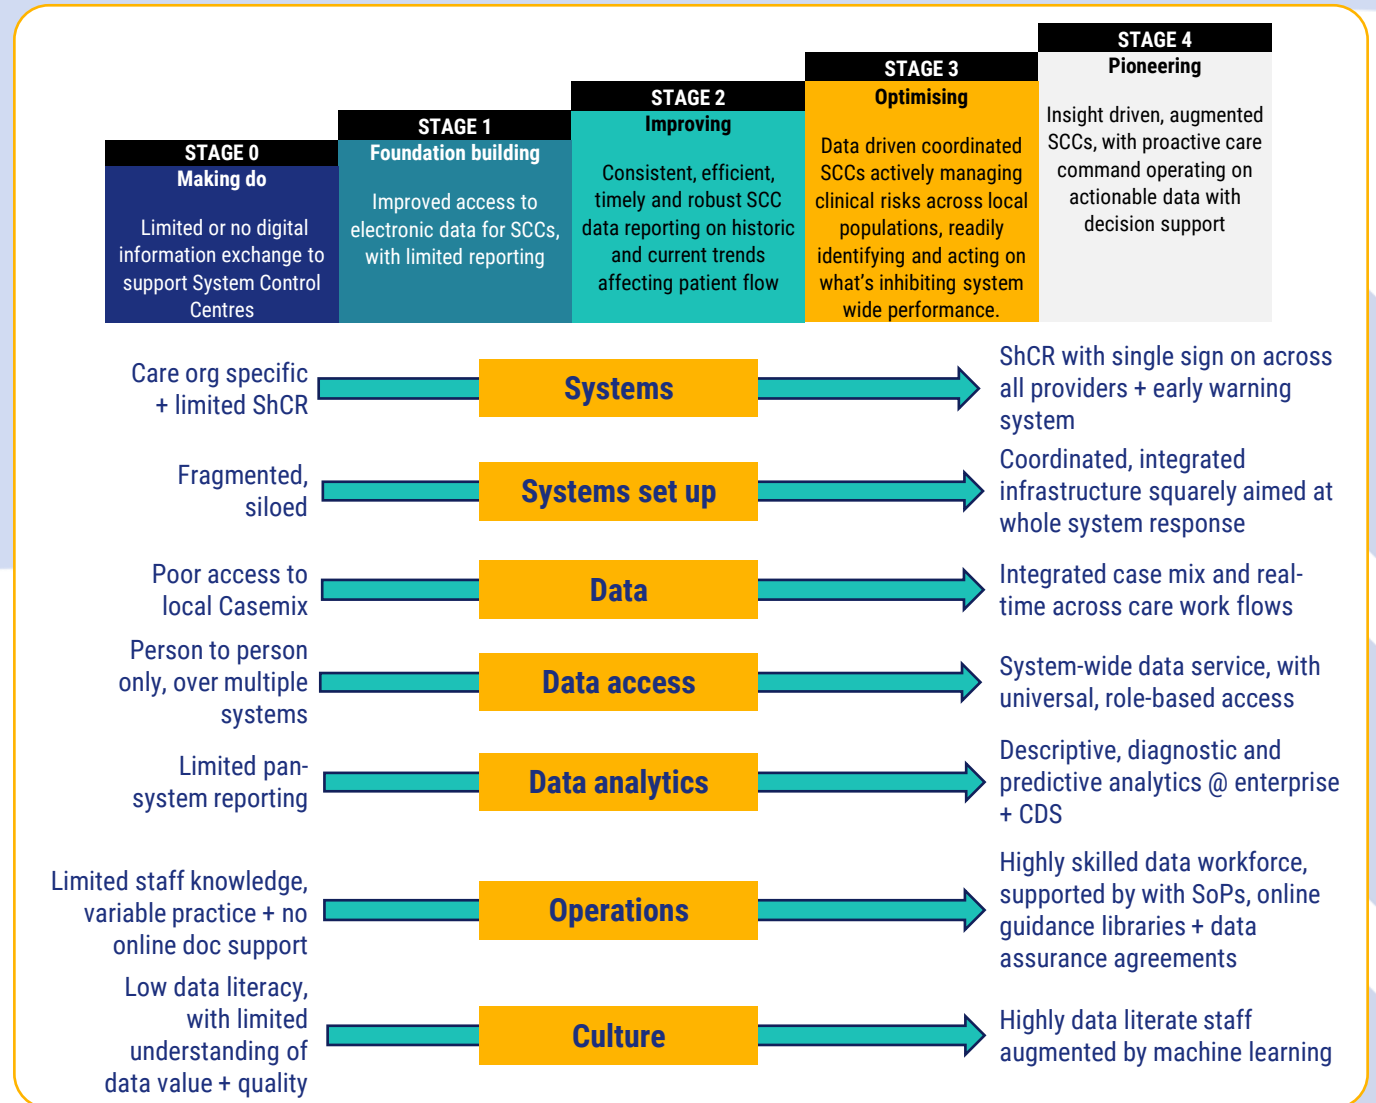 STAGE 0
Making do
Limited or no digital
information exchange to
support System Control
Centres
STAGE 1
Foundation building
Improved access to
electronic data for SCCs,
with limited reporting
STAGE 2
Improving
Consistent, efficient,
timely and robust SCC
data reporting on historic
and current trends
affecting patient flow
STAGE 3
Optimising
Data driven coordinated
SCCs actively managing
clinical risks across local
populations, readily
identifying and acting on
what's inhibiting system
wide performance.
STAGE 4
Pioneering
Insight driven, augmented
SCCs, with proactive care
command operating on
actionable data with
decision support
Care org specific
+ limited ShCR
Systems
ShCR with single sign on across
all providers + early warning
system
Fragmented,
siloed
Systems set up
Coordinated, integrated
infrastructure squarely aimed at
whole system response
Poor access to
local Casemix
Data
Integrated case mix and real-
time across care work flows
Person to person
only, over multiple
systems
Data access
System-wide data service, with
universal, role-based access
Limited pan-
system reporting
Data analytics
Descriptive, diagnostic and
predictive analytics @ enterprise
+ CDS
Limited staff knowledge,
variable practice + no
online doc support
Operations
Highly skilled data workforce,
supported by with SoPs, online
guidance libraries + data
assurance agreements
Low data literacy,
with limited
understanding of
data value + quality
Culture
Highly data literate staff
augmented by machine learning